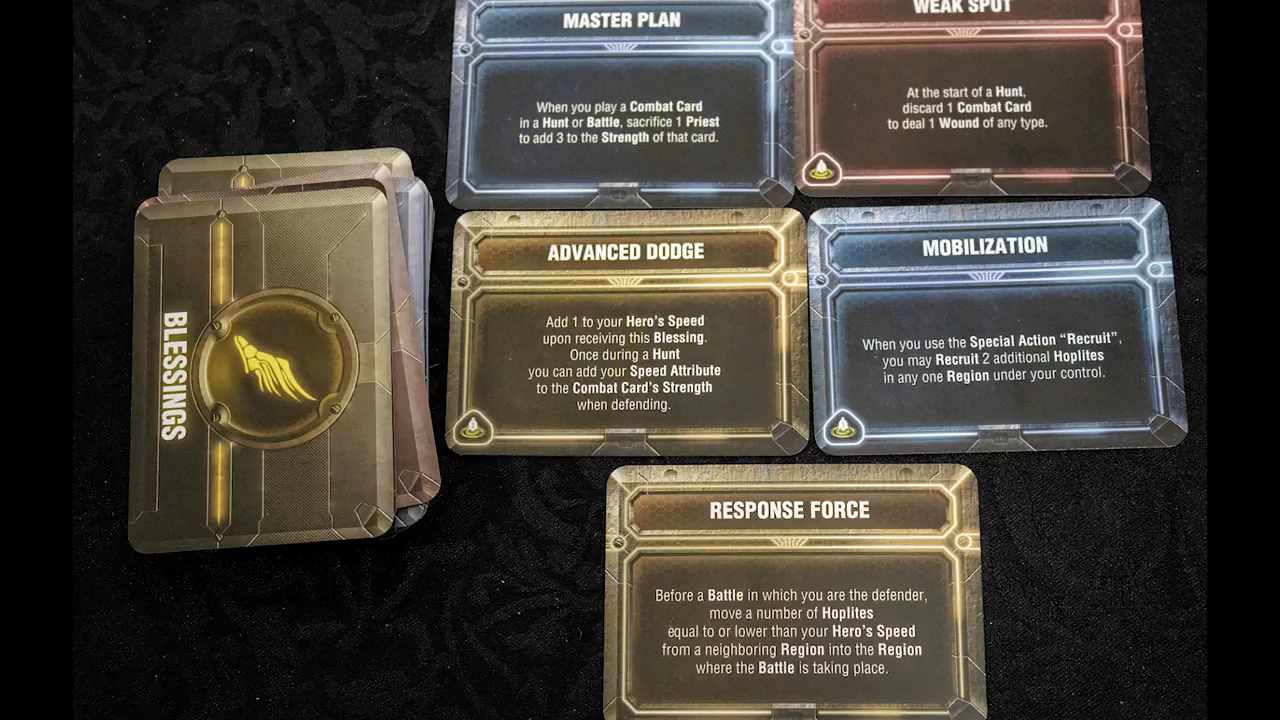 MASTER PLAN
When you play a Combat Card
in a Hunt or Battle, sacrifice 1 Priest
to add 3 to the Strength of that card.
WEAK SPOT
At the start of a Hunt,
discard 1 Combat Card
to deal 1 Wound of any type.
BLESSINGS
ADVANCED DODGE
Add 1 to your Hero's Speed
upon receiving this Blessing.
Once during a Hunt
you can add your Speed Attribute
to the Combat Card's Strength
when defending.
MOBILIZATION
When you use the Special Action “Recruit”,
you may Recruit 2 additional Hoplites
in any one Region under your control.
RESPONSE FORCE
Before a Battle in which you are the defender,
move a number of Hoplites
equal to or lower than your Hero's Speed
from a neighboring Region into the Region
where the Battle is taking place.